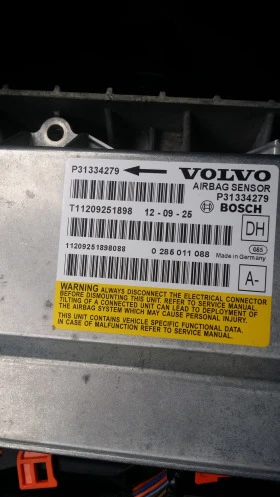 P31334279 VOLVO
AIRBAG SENSOR
P31334279
T11209251898 12-09-25 BOSCH
DH
11209251898088 0 285 011 088 Made in Germany
A-
WARNING ALWAYS DISCONNECT THE ELECTRICAL CONNECTOR
BEFORE DISMOUNTING THIS UNIT. REFER TO SERVICE MANUAL.
TILTING OF A CONNECTED UNIT CAN LEAD TO DEPLOYMENT OF
THE AIRBAG SYSTEM WHICH MAY CAUSE PERSONAL INJURY
THIS UNIT CONTAINS VEHICLE SPECIFIC FUNCTIONAL DATA,
IN CASE OF MALFUNCTION REFER TO SERVICE MANUAL.